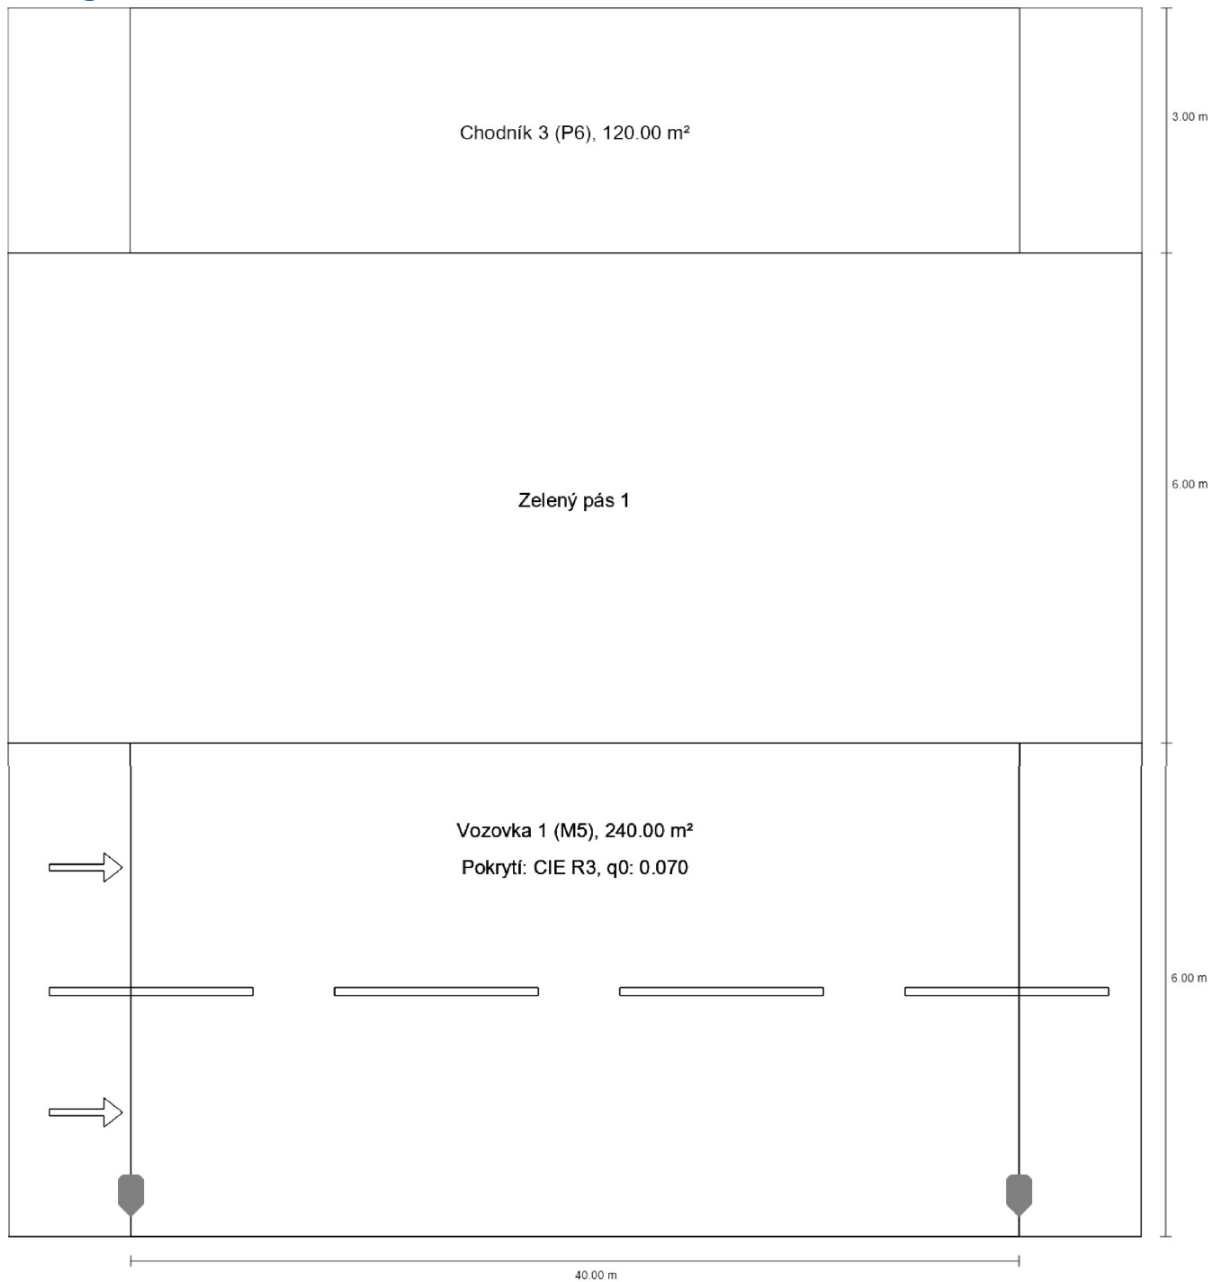 3.00 m
Chodník 3 (P6), 120.00 m²
6.00 m
Zelený pás 1
Vozovka 1 (M5), 240.00 m²
Pokrytí: CIE R3, q0: 0.070
6.00 m
40.00 m